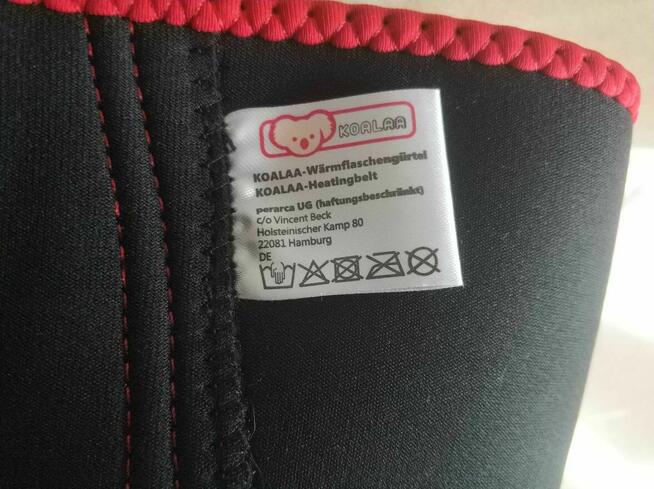 KOALAA
KOALAA-Wärmflaschengürtel
KOALAA-Heatingbelt
perarca UG (haftungsbeschränkt)
c/o Vincent Beck
Holsteinischer Kamp 80
22081 Hamburg
DE